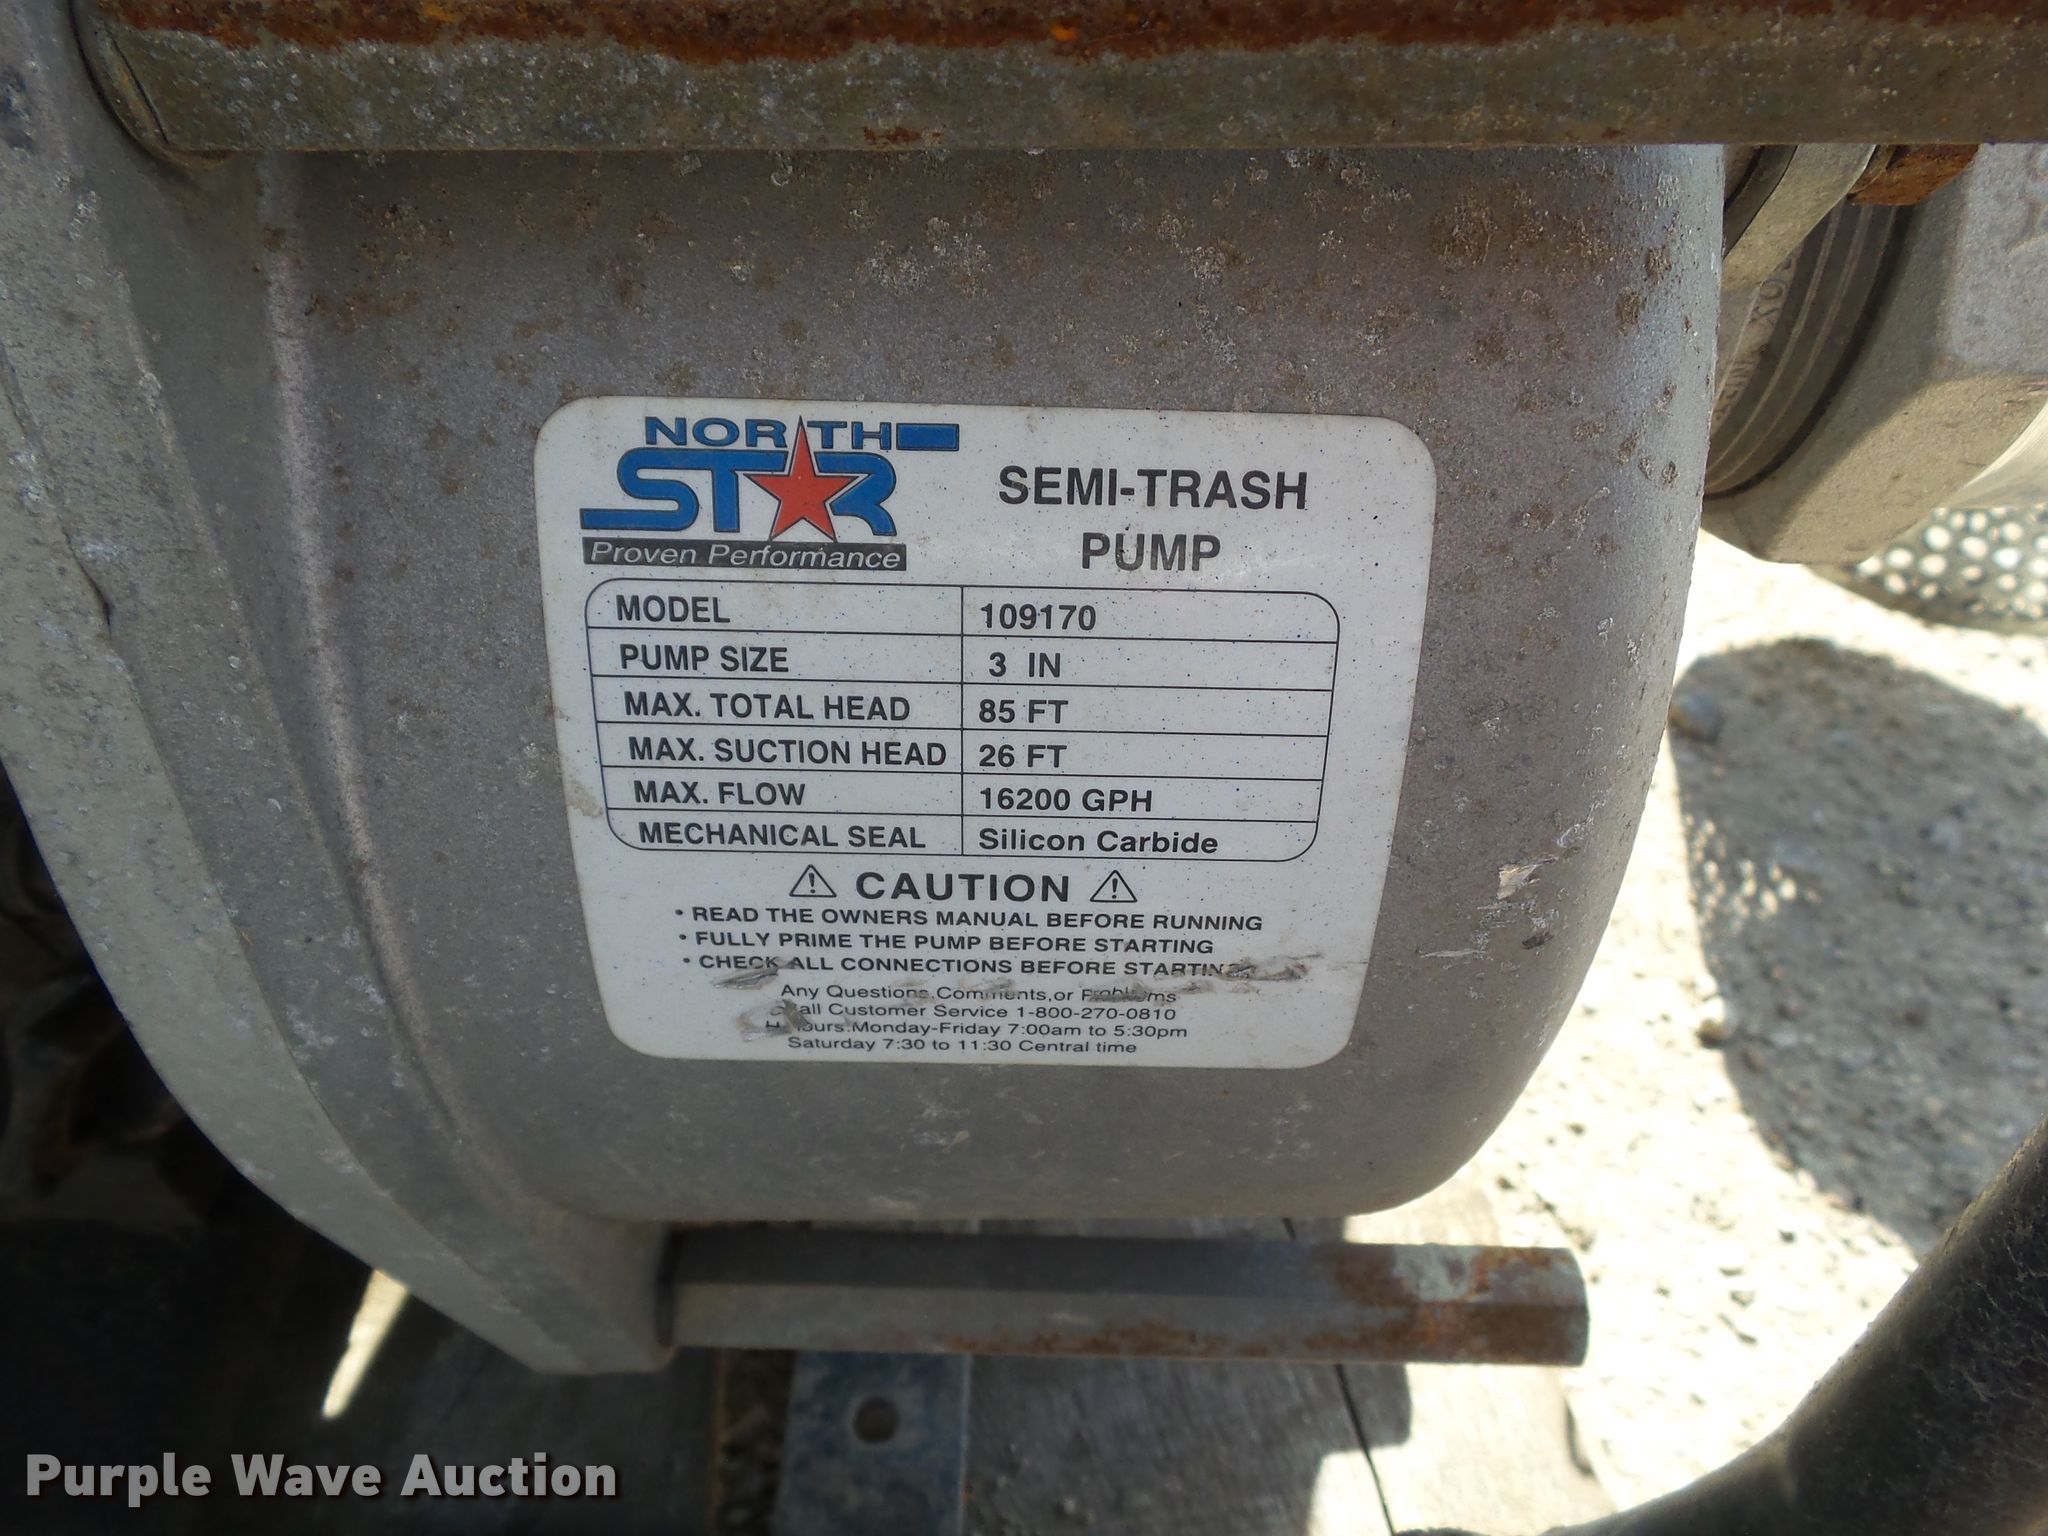 NORTH
STAR
Proven Performance
SEMI-TRASH
PUMP
MODEL 109170
PUMP SIZE 3 IN
MAX. TOTAL HEAD 85 FT
MAX. SUCTION HEAD 26 FT
MAX. FLOW 16200 GPH
MECHANICAL SEAL Silicon Carbide
CAUTION
• READ THE OWNERS MANUAL BEFORE RUNNING
• FULLY PRIME THE PUMP BEFORE STARTING
• CHECK ALL CONNECTIONS BEFORE STARTING
Any Questions,Comments,or Problems
Call Customer Service 1-800-270-0810
Hours:Monday-Friday 7:00am to 5:30pm
Saturday 7:30 to 11:30 Central time
Purple Wave Auction